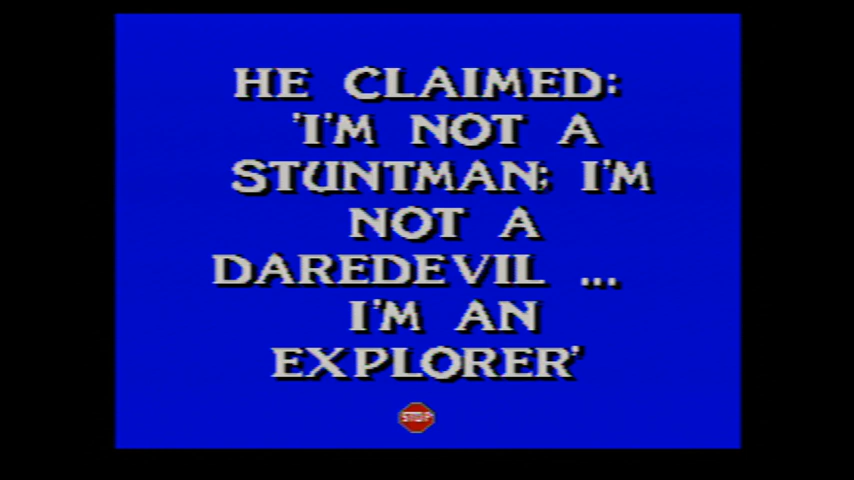 HE CLAIMED:
'I'M NOT A
STUNTMAN; I'M
NOT A
DAREDEVIL ...
I'M AN
EXPLORER'
STOP